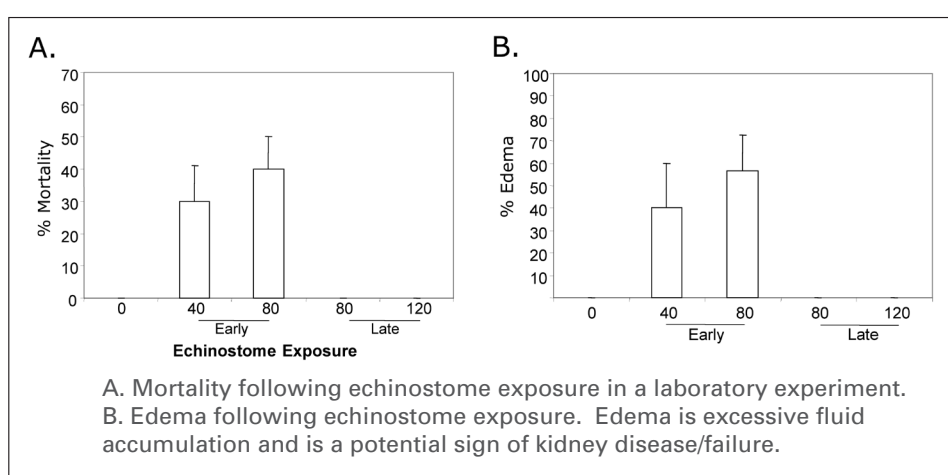 A.
70
60
50
40
30
20
10
0
% Mortality
0 40 80 80 120
Early Late
Echinostome Exposure
B.
100
90
80
70
60
50
40
30
20
10
% Edema
0 40 80 80 120
Early Late
A. Mortality following echinostome exposure in a laboratory experiment.
B. Edema following echinostome exposure. Edema is excessive fluid
accumulation and is a potential sign of kidney disease/failure.